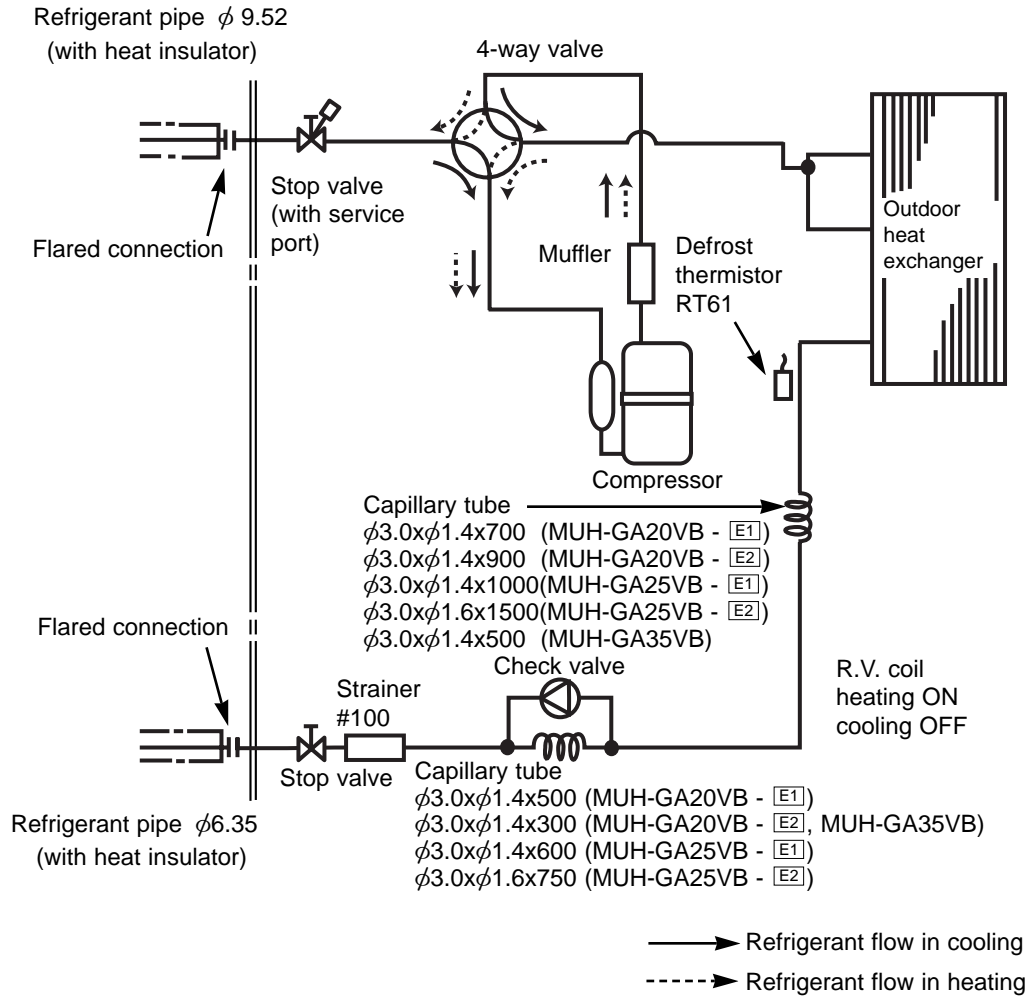 Refrigerant pipe ϕ 9.52
(with heat insulator)
4-way valve
Stop valve
(with service
port)
Flared connection
Muffler
Defrost
thermistor
RT61
Outdoor
heat
exchanger
Compressor
Capillary tube
ϕ3.0xϕ1.4x700 (MUH-GA20VB - E1)
ϕ3.0xϕ1.4x900 (MUH-GA20VB - E2)
ϕ3.0xϕ1.4x1000(MUH-GA25VB - E1)
ϕ3.0xϕ1.6x1500(MUH-GA25VB - E2)
ϕ3.0xϕ1.4x500 (MUH-GA35VB)
Flared connection
Check valve
Strainer
#100
R.V. coil
heating ON
cooling OFF
Stop valve
Capillary tube
ϕ3.0xϕ1.4x500 (MUH-GA20VB - E1)
ϕ3.0xϕ1.4x300 (MUH-GA20VB - E2, MUH-GA35VB)
ϕ3.0xϕ1.4x600 (MUH-GA25VB - E1)
ϕ3.0xϕ1.6x750 (MUH-GA25VB - E2)
Refrigerant pipe ϕ6.35
(with heat insulator)
Refrigerant flow in cooling
Refrigerant flow in heating